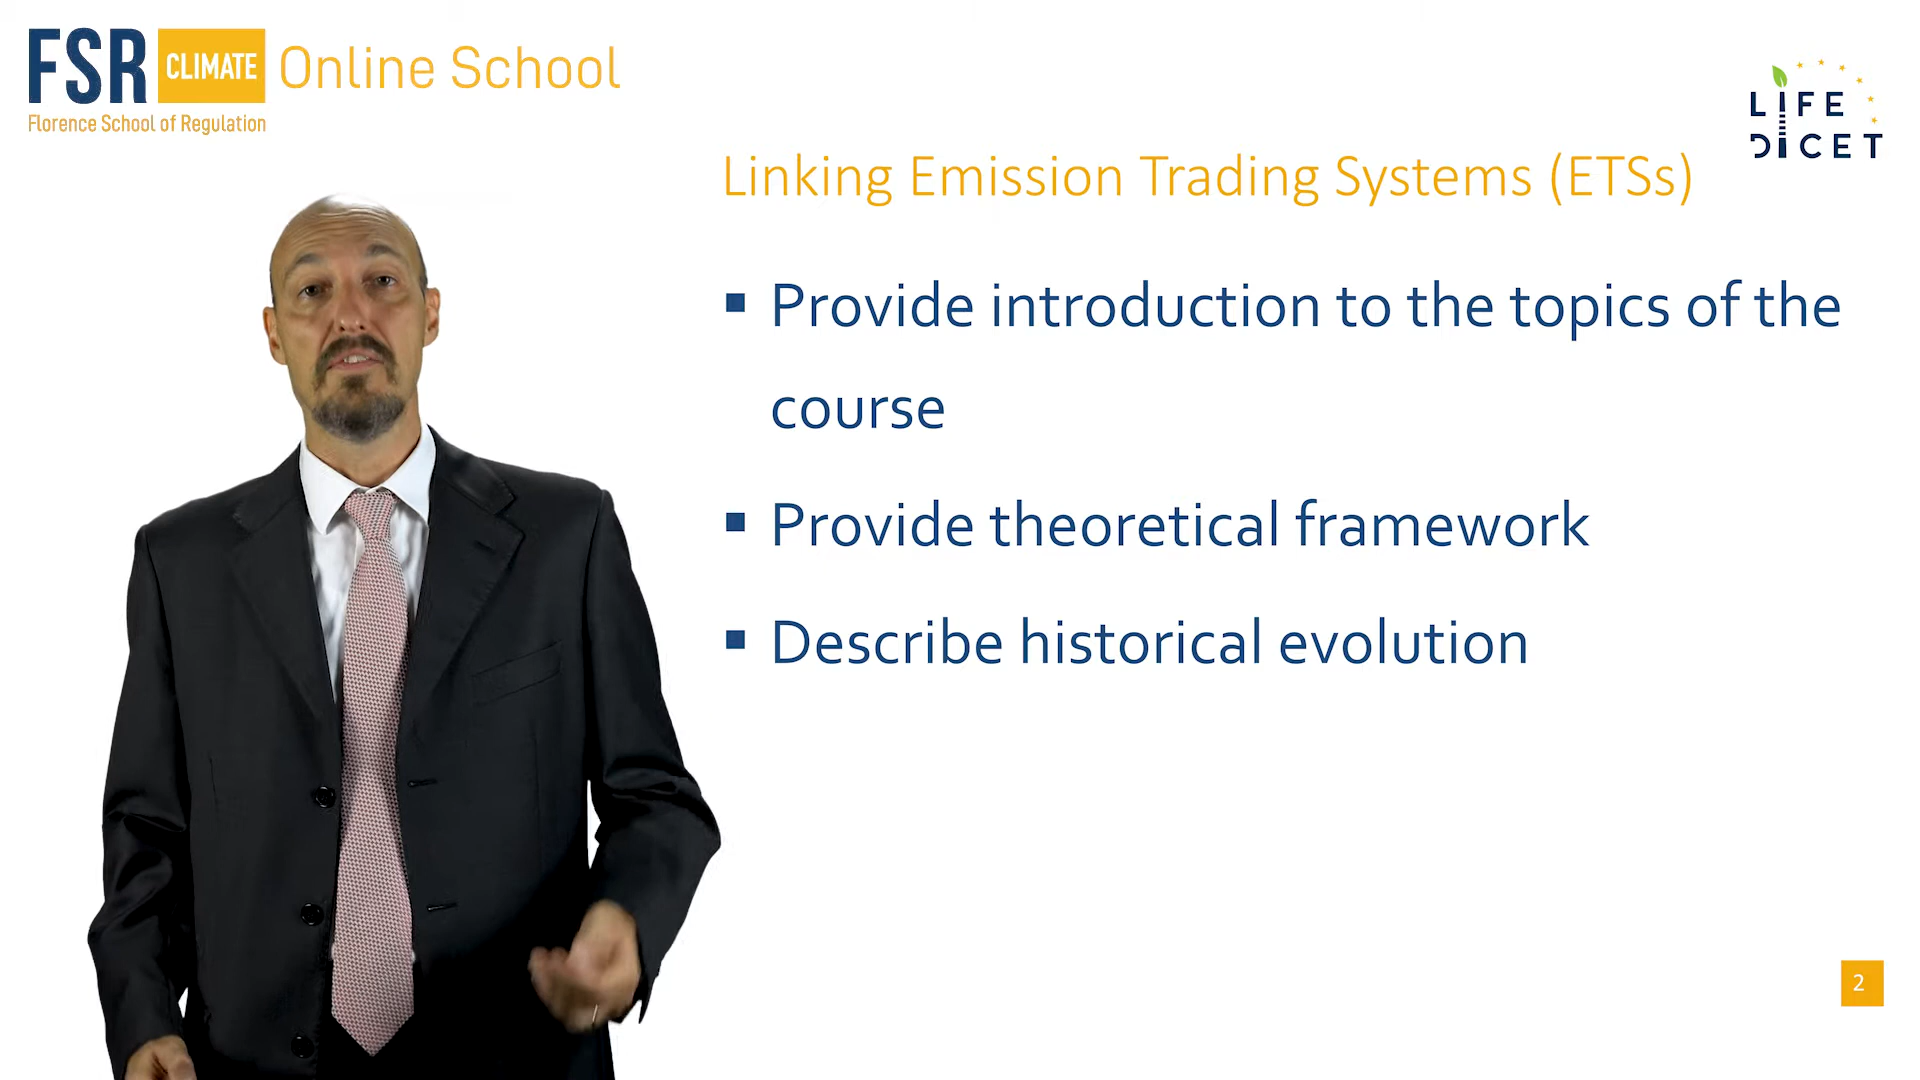 FSR CLIMATE Online School
Florence School of Regulation
LIFE
DICET
Linking Emission Trading Systems (ETSs)
Provide introduction to the topics of the
course
Provide theoretical framework
Describe historical evolution
2